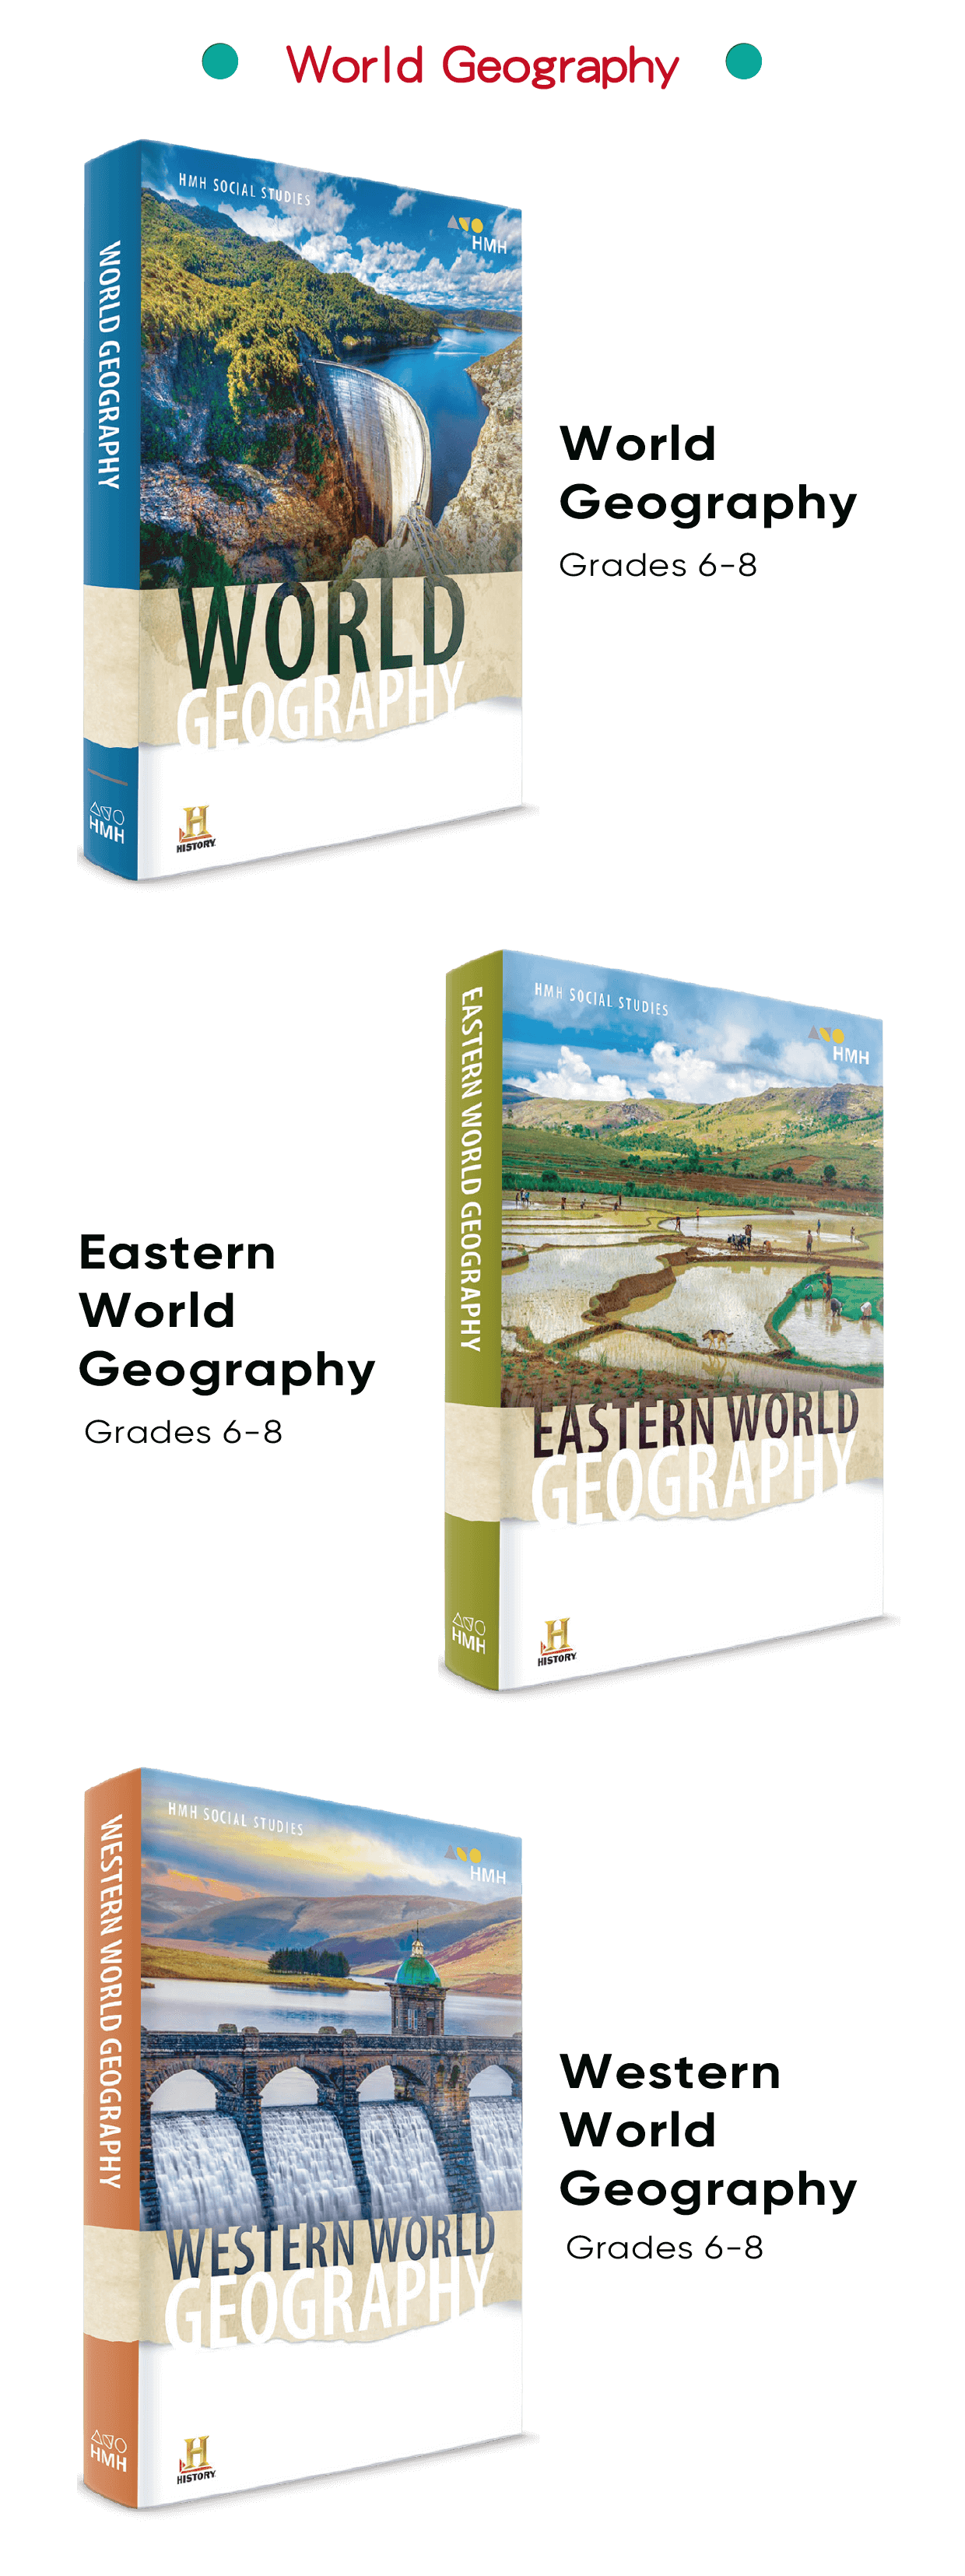 World Geography
HMH SOCIAL STUDIES
HMH
WORLD GEOGRAPHY
WORLD
GEOGRAPHY
HMH
HISTORY
World
Geography
Grades 6-8
HMH SOCIAL STUDIES
HMH
EASTERN WORLD GEOGRAPHY
EASTERN WORLD
GEOGRAPHY
HMH
H
HISTORY
Eastern
World
Geography
Grades 6-8
HMH SOCIAL STUDIES
HMH
WESTERN WORLD GEOGRAPHY
WESTERN WORLD
GEOGRAPHY
HMH
H
HISTORY
Western
World
Geography
Grades 6-8